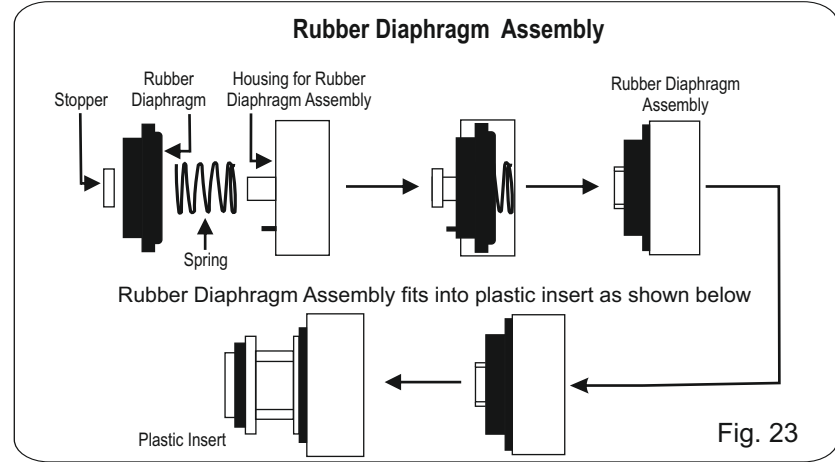 Rubber Diaphragm Assembly
Stopper
Rubber
Diaphragm
Housing for Rubber
Diaphragm Assembly
Rubber Diaphragm
Assembly
Spring
Rubber Diaphragm Assembly fits into plastic insert as shown below
Plastic Insert
Fig. 23